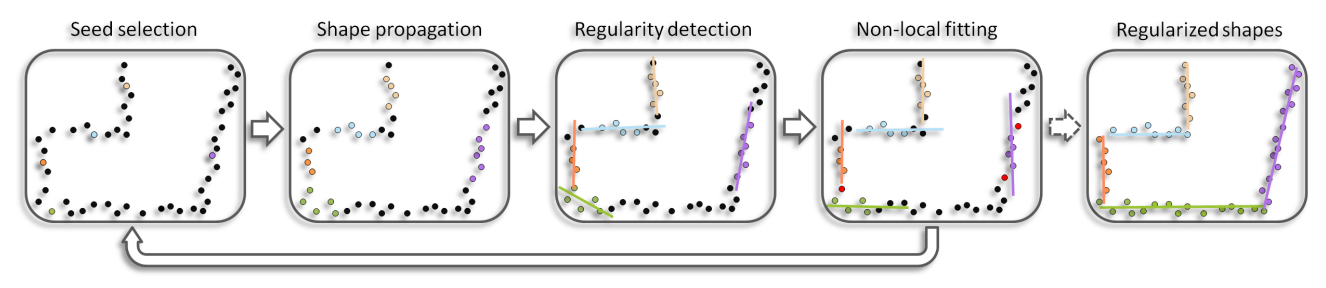 Seed selection
Shape propagation
Regularity detection
Non-local fitting
Regularized shapes